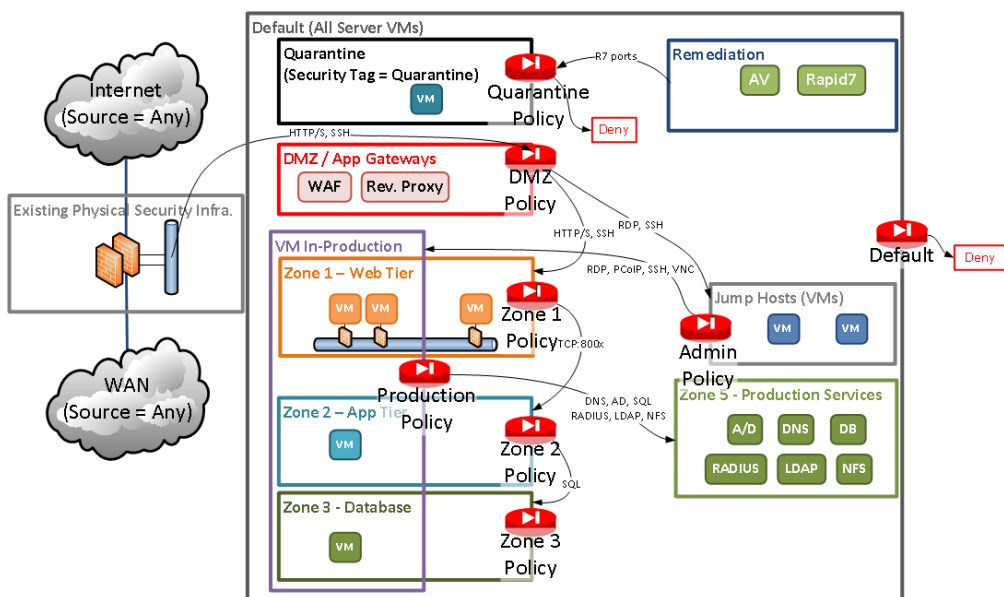 Default (All Server VMs)
Quarantine
(Security Tag = Quarantine)
VM
Quarantine
Policy
R7 ports
Deny
Remediation
AV
Rapid7
Internet
(Source = Any)
HTTP/S, SSH
DMZ / App Gateways
WAF
Rev. Proxy
DMZ
Policy
HTTP/S, SSH
RDP, SSH
Existing Physical Security Infra.
VM In-Production
RDP, PCoIP, SSH, VNC
Default
Deny
Zone 1 – Web Tier
VM
VM
VM
Zone 1
Policy
TCP:800x
Jump Hosts (VMs)
VM
VM
Admin
Policy
WAN
(Source = Any)
Production
Policy
DNS, AD, SQL
RADIUS, LDAP, NFS
Zone 2 – App Tier
VM
Zone 2
Policy
SQL
Zone 5 - Production Services
A/D
DNS
DB
RADIUS
LDAP
NFS
Zone 3 - Database
VM
Zone 3
Policy